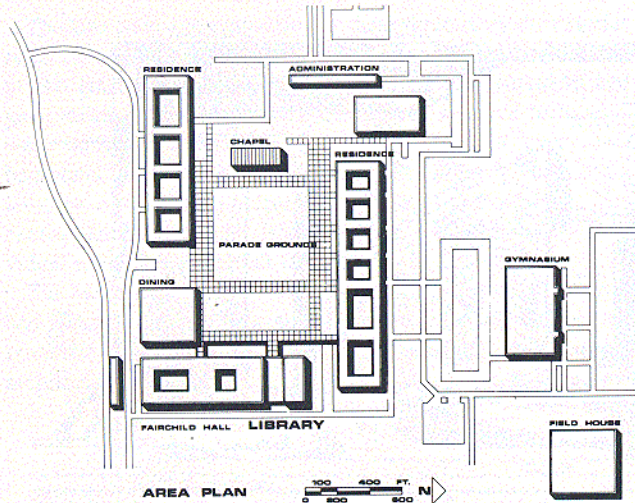 RESIDENCE
ADMINISTRATION
CHAPEL
RESIDENCE
PARADE GROUNDS
GYMNASIUM
DINING
FAIRCHILD HALL LIBRARY
FIELD HOUSE
AREA PLAN
100 400 FT. N
0 200 600